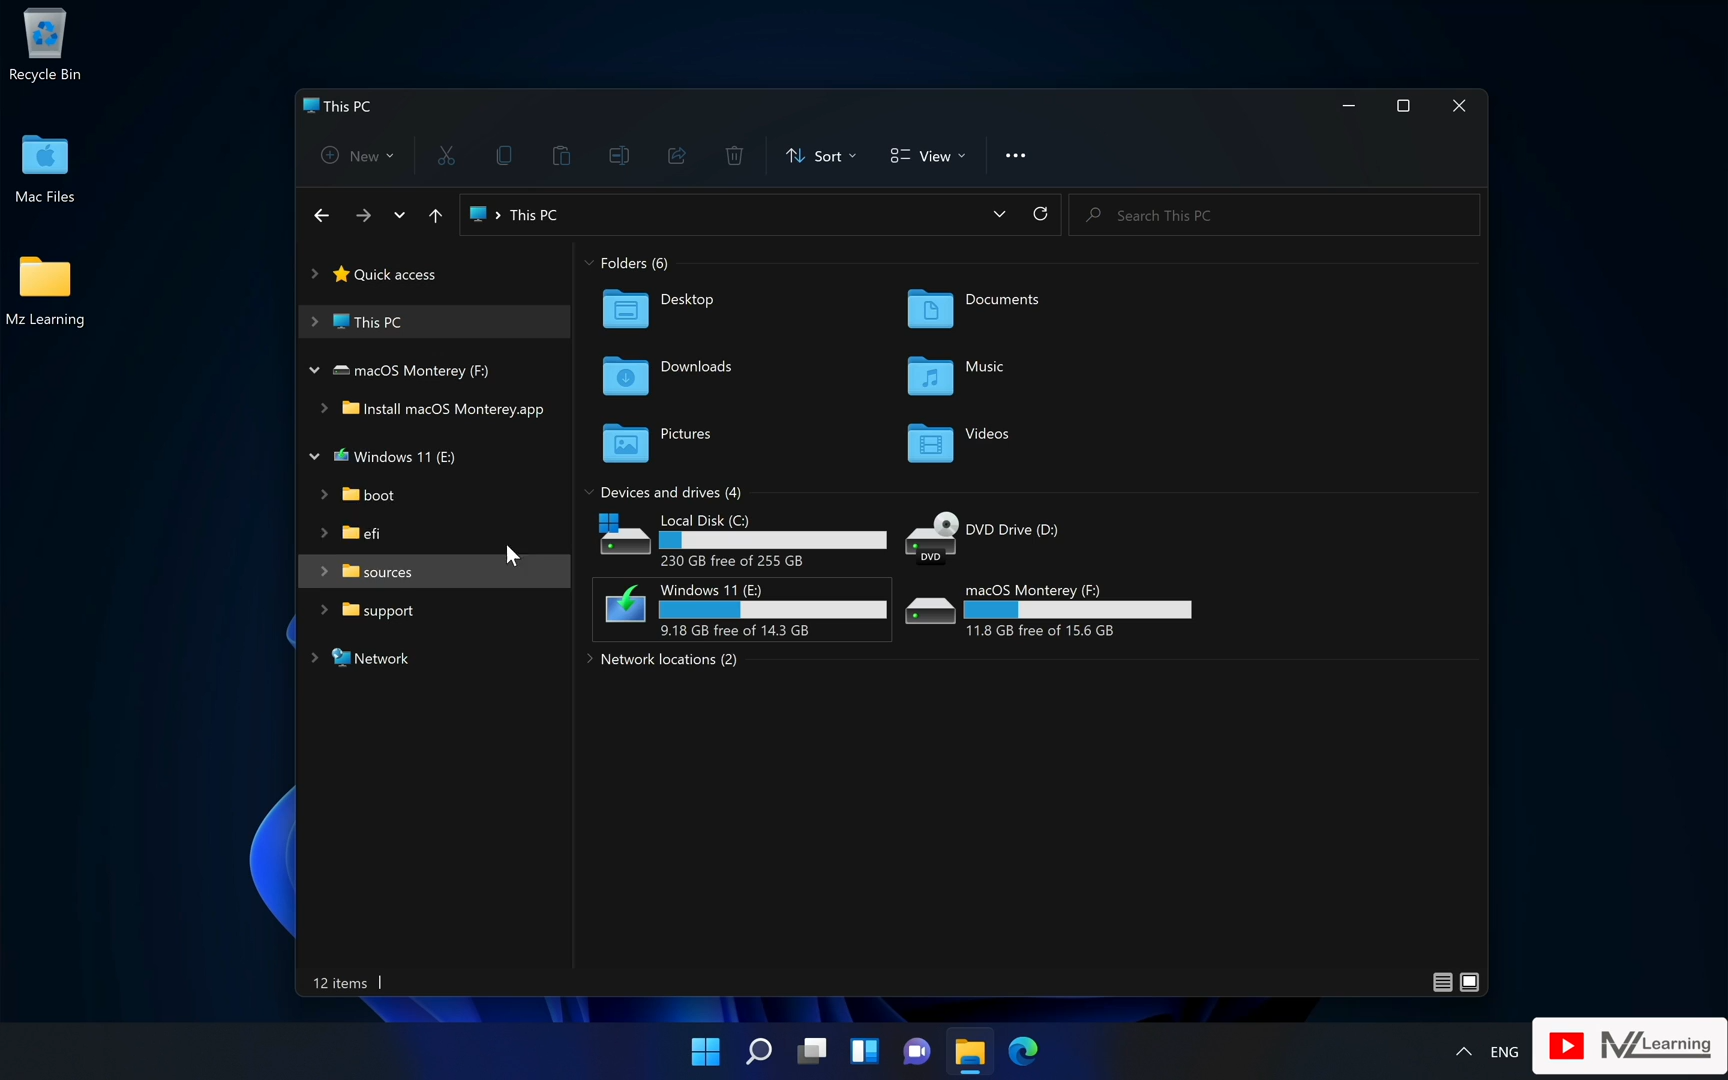 Recycle Bin
Mac Files
Mz Learning
This PC
New
Sort
View
This PC
Search This PC
Quick access
This PC
macOS Monterey (F:)
Install macOS Monterey.app
Windows 11 (E:)
boot
efi
sources
support
Network
Folders (6)
Desktop
Documents
Downloads
Music
Pictures
Videos
Devices and drives (4)
Local Disk (C:)
230 GB free of 255 GB
DVD Drive (D:)
DVD
Windows 11 (E:)
9.18 GB free of 14.3 GB
macOS Monterey (F:)
11.8 GB free of 15.6 GB
Network locations (2)
12 items
ENG
MZ Learning